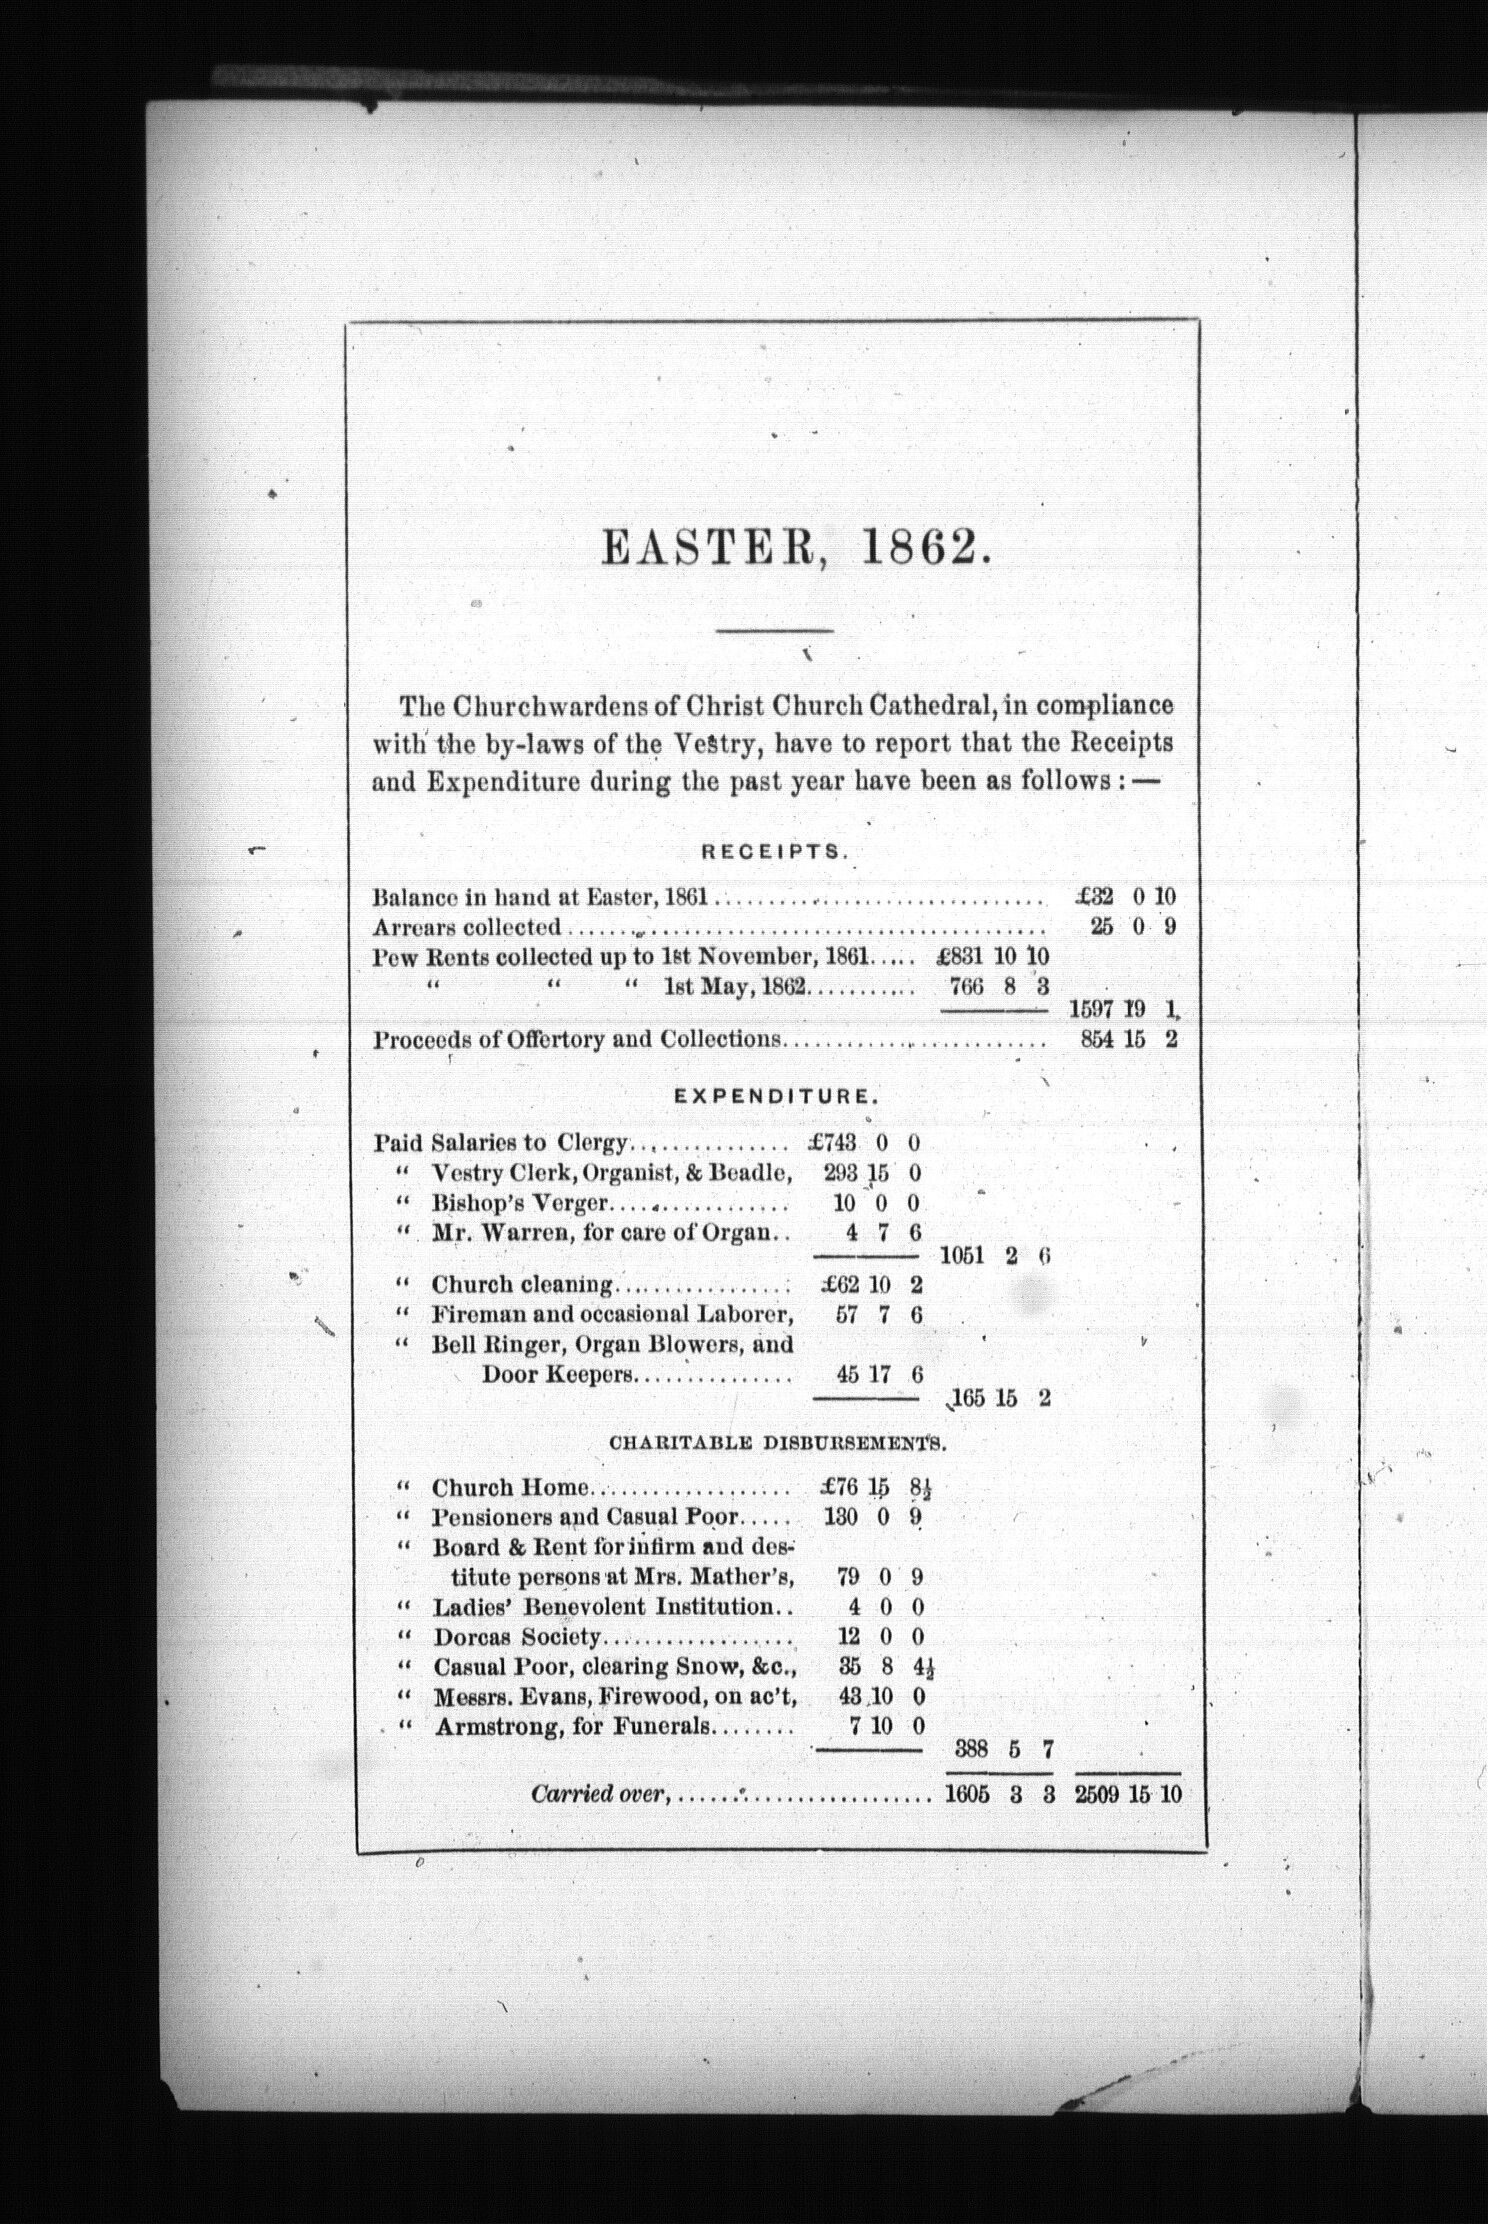 EASTER, 1862.
The Churchwardens of Christ Church Cathedral, in compliance
with the by-laws of the Vestry, have to report that the Receipts
and Expenditure during the past year have been as follows:—
RECEIPTS.
Balance in hand at Easter, 1861 .............................. £32 0 10
Arrears collected .......................................... 25 0 9
Pew Rents collected up to 1st November, 1861..... £831 10 10
“ “ “ 1st May, 1862........... 766 8 3
1597 19 1
Proceeds of Offertory and Collections......................... 854 15 2
EXPENDITURE.
Paid Salaries to Clergy............... £743 0 0
“ Vestry Clerk, Organist, & Beadle, 293 15 0
“ Bishop's Verger................. 10 0 0
“ Mr. Warren, for care of Organ.. 4 7 6
1051 2 6
“ Church cleaning................. £62 10 2
“ Fireman and occasional Laborer, 57 7 6
“ Bell Ringer, Organ Blowers, and
Door Keepers............... 45 17 6
165 15 2
CHARITABLE DISBURSEMENTS.
“ Church Home................... £76 15 8½
“ Pensioners and Casual Poor..... 130 0 9
“ Board & Rent for infirm and des-
titute persons at Mrs. Mather's, 79 0 9
“ Ladies' Benevolent Institution.. 4 0 0
“ Dorcas Society.................. 12 0 0
“ Casual Poor, clearing Snow, &c., 35 8 4½
“ Messrs. Evans, Firewood, on ac't, 43 10 0
“ Armstrong, for Funerals........ 7 10 0
388 5 7
Carried over,........................ 1605 3 3 2509 15 10